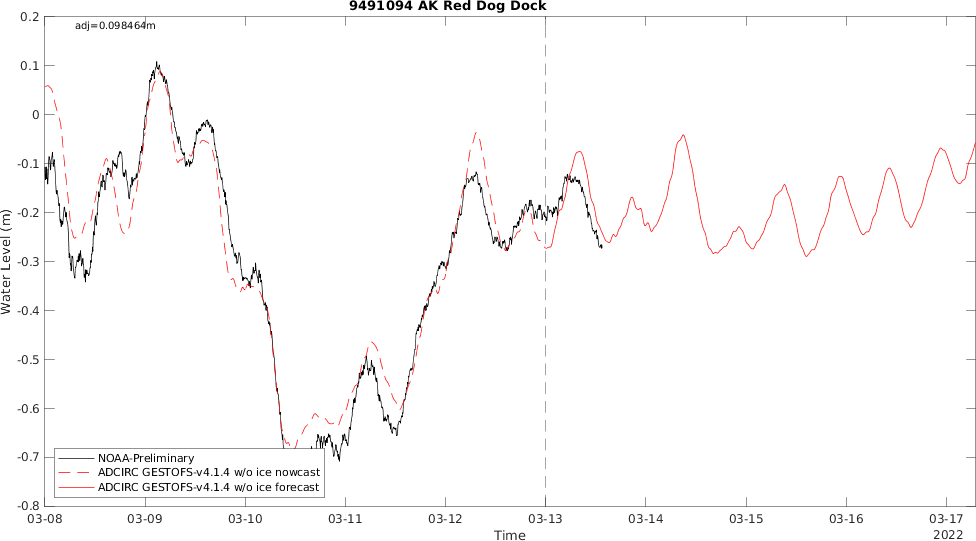 9491094 AK Red Dog Dock
adj=0.098464m
0.2
0.1
0
-0.1
-0.2
-0.3
-0.4
-0.5
-0.6
-0.7
-0.8
Water Level (m)
NOAA-Preliminary
ADCIRC GESTOFS-v4.1.4 w/o ice nowcast
ADCIRC GESTOFS-v4.1.4 w/o ice forecast
03-08 03-09 03-10 03-11 03-12 03-13 03-14 03-15 03-16 03-17
Time
2022